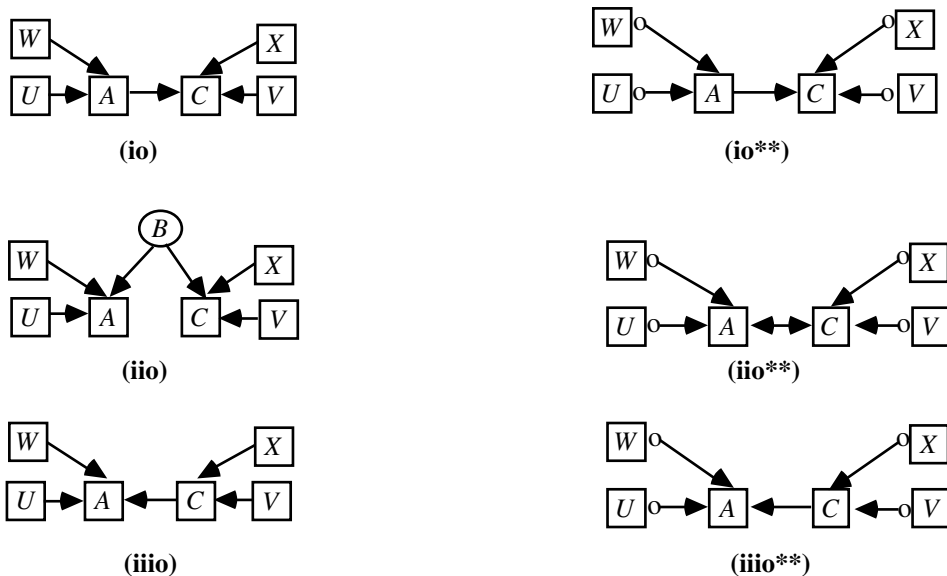 W X
U A C V
(io)
W o o X
U o A C o V
(io**)
B
W X
U A C V
(iio)
W o o X
U o A C o V
(iio**)
W X
U A C V
(iiio)
W o o X
U o A C o V
(iiio**)